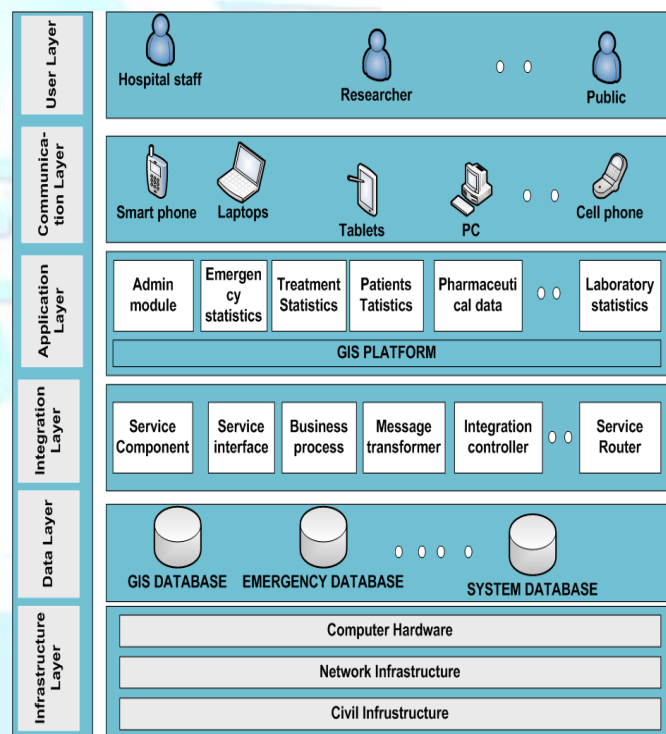 User Layer
Hospital staff
Researcher
Public
Communica-
tion Layer
Smart phone
Laptops
Tablets
PC
Cell phone
Application
Layer
Admin
module
Emergen
cy
statistics
Treatment
Statistics
Patients
Tatistics
Pharmaceuti
cal data
Laboratory
statistics
GIS PLATFORM
Integration
Layer
Service
Component
Service
interface
Business
process
Message
transformer
Integration
controller
Service
Router
Data Layer
GIS DATABASE
EMERGENCY DATABASE
SYSTEM DATABASE
Infrastructure
Layer
Computer Hardware
Network Infrastructure
Civil Infrustructure